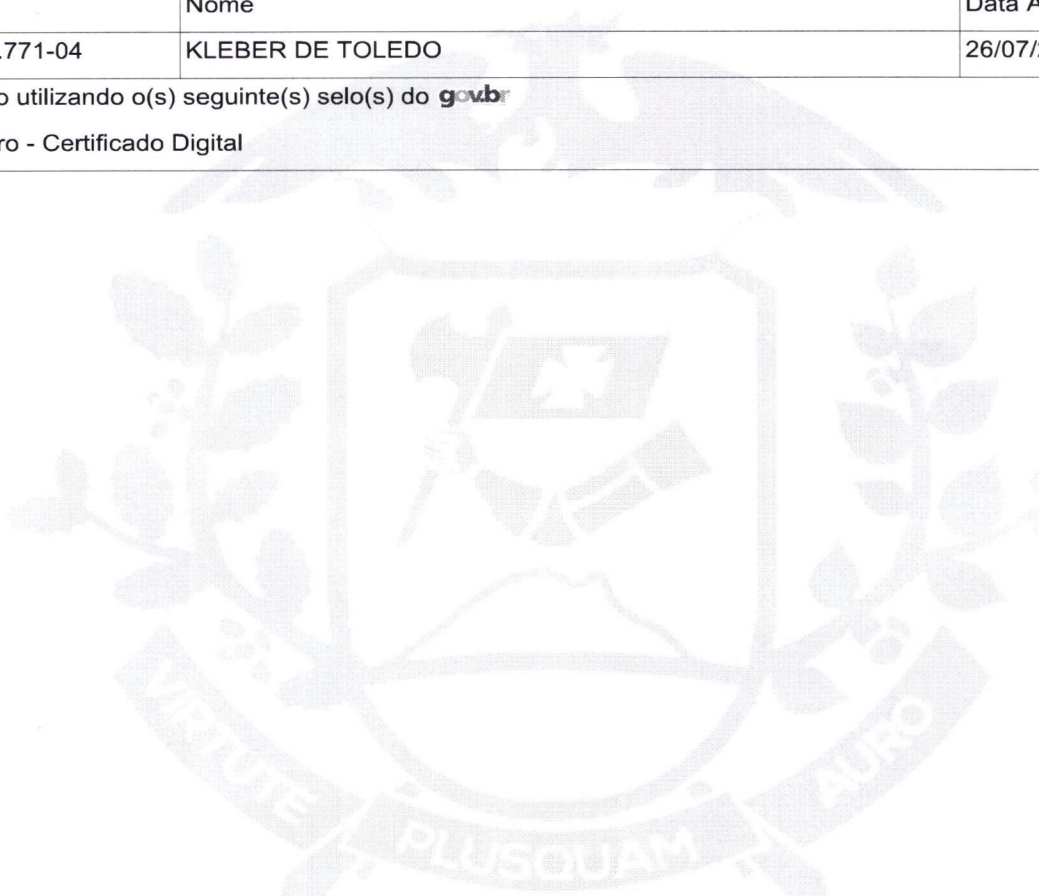 Nome Data A
.771-04 KLEBER DE TOLEDO 26/07/
o utilizando o(s) seguinte(s) selo(s) do gov.br
ro - Certificado Digital
VIRTUTE PLUSQUAM AURO